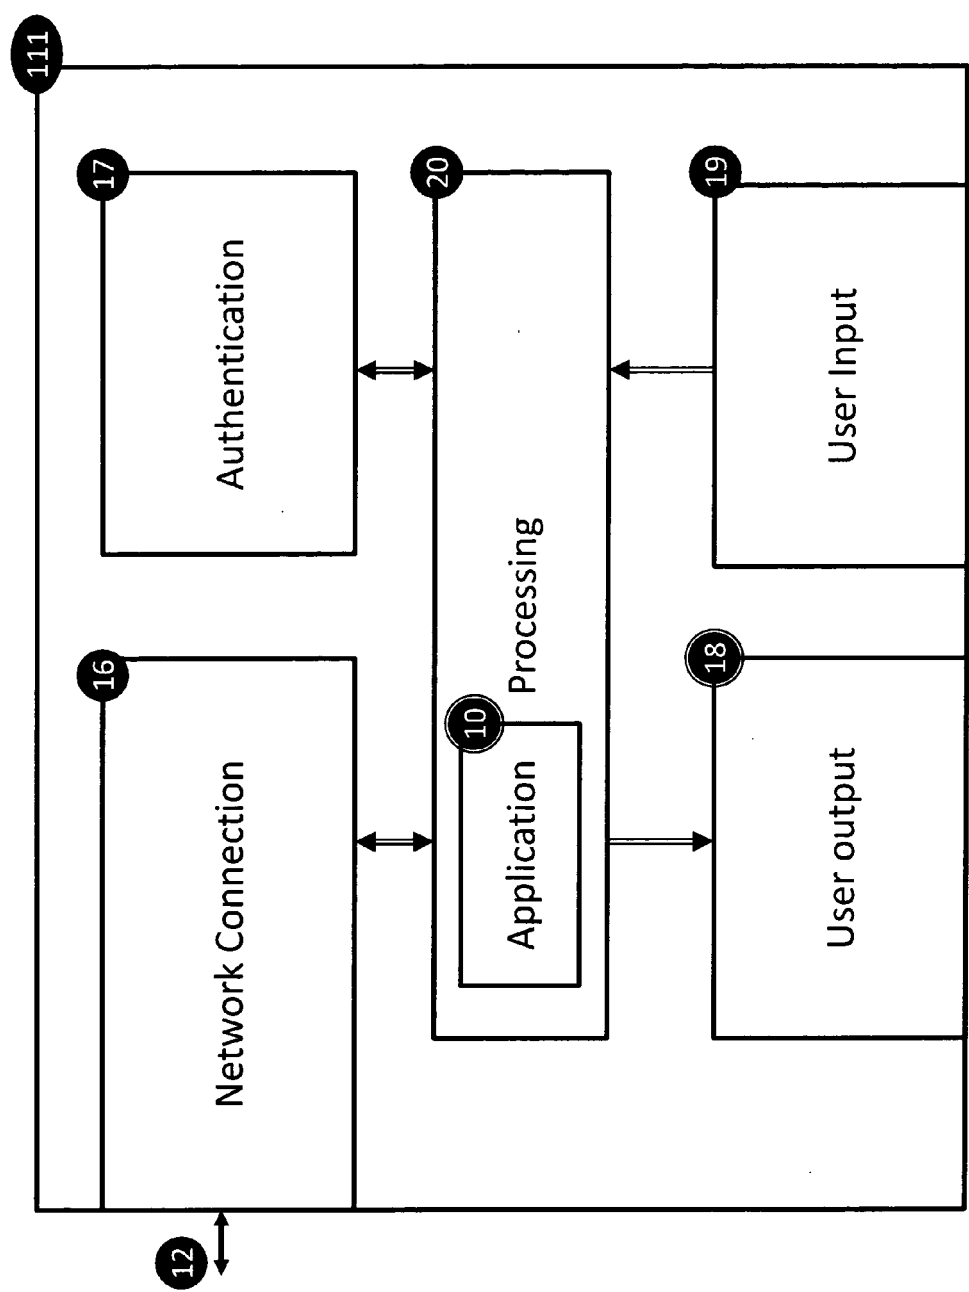 111
12
16
Network Connection
17
Authentication
20
Processing
10
Application
18
User output
19
User Input